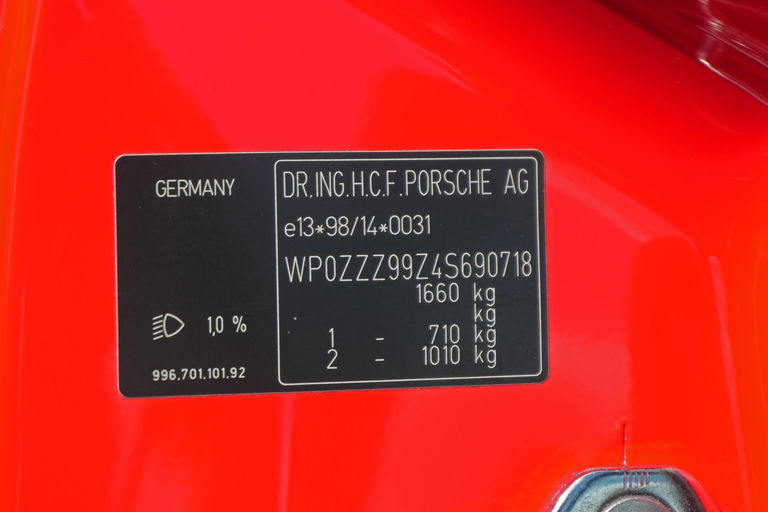 GERMANY
1,0 %
996.701.101.92
DR.ING.H.C.F.PORSCHE AG
e13*98/14*0031
WP0ZZZ99Z4S690718
1660 kg
kg
1 - 710 kg
2 - 1010 kg